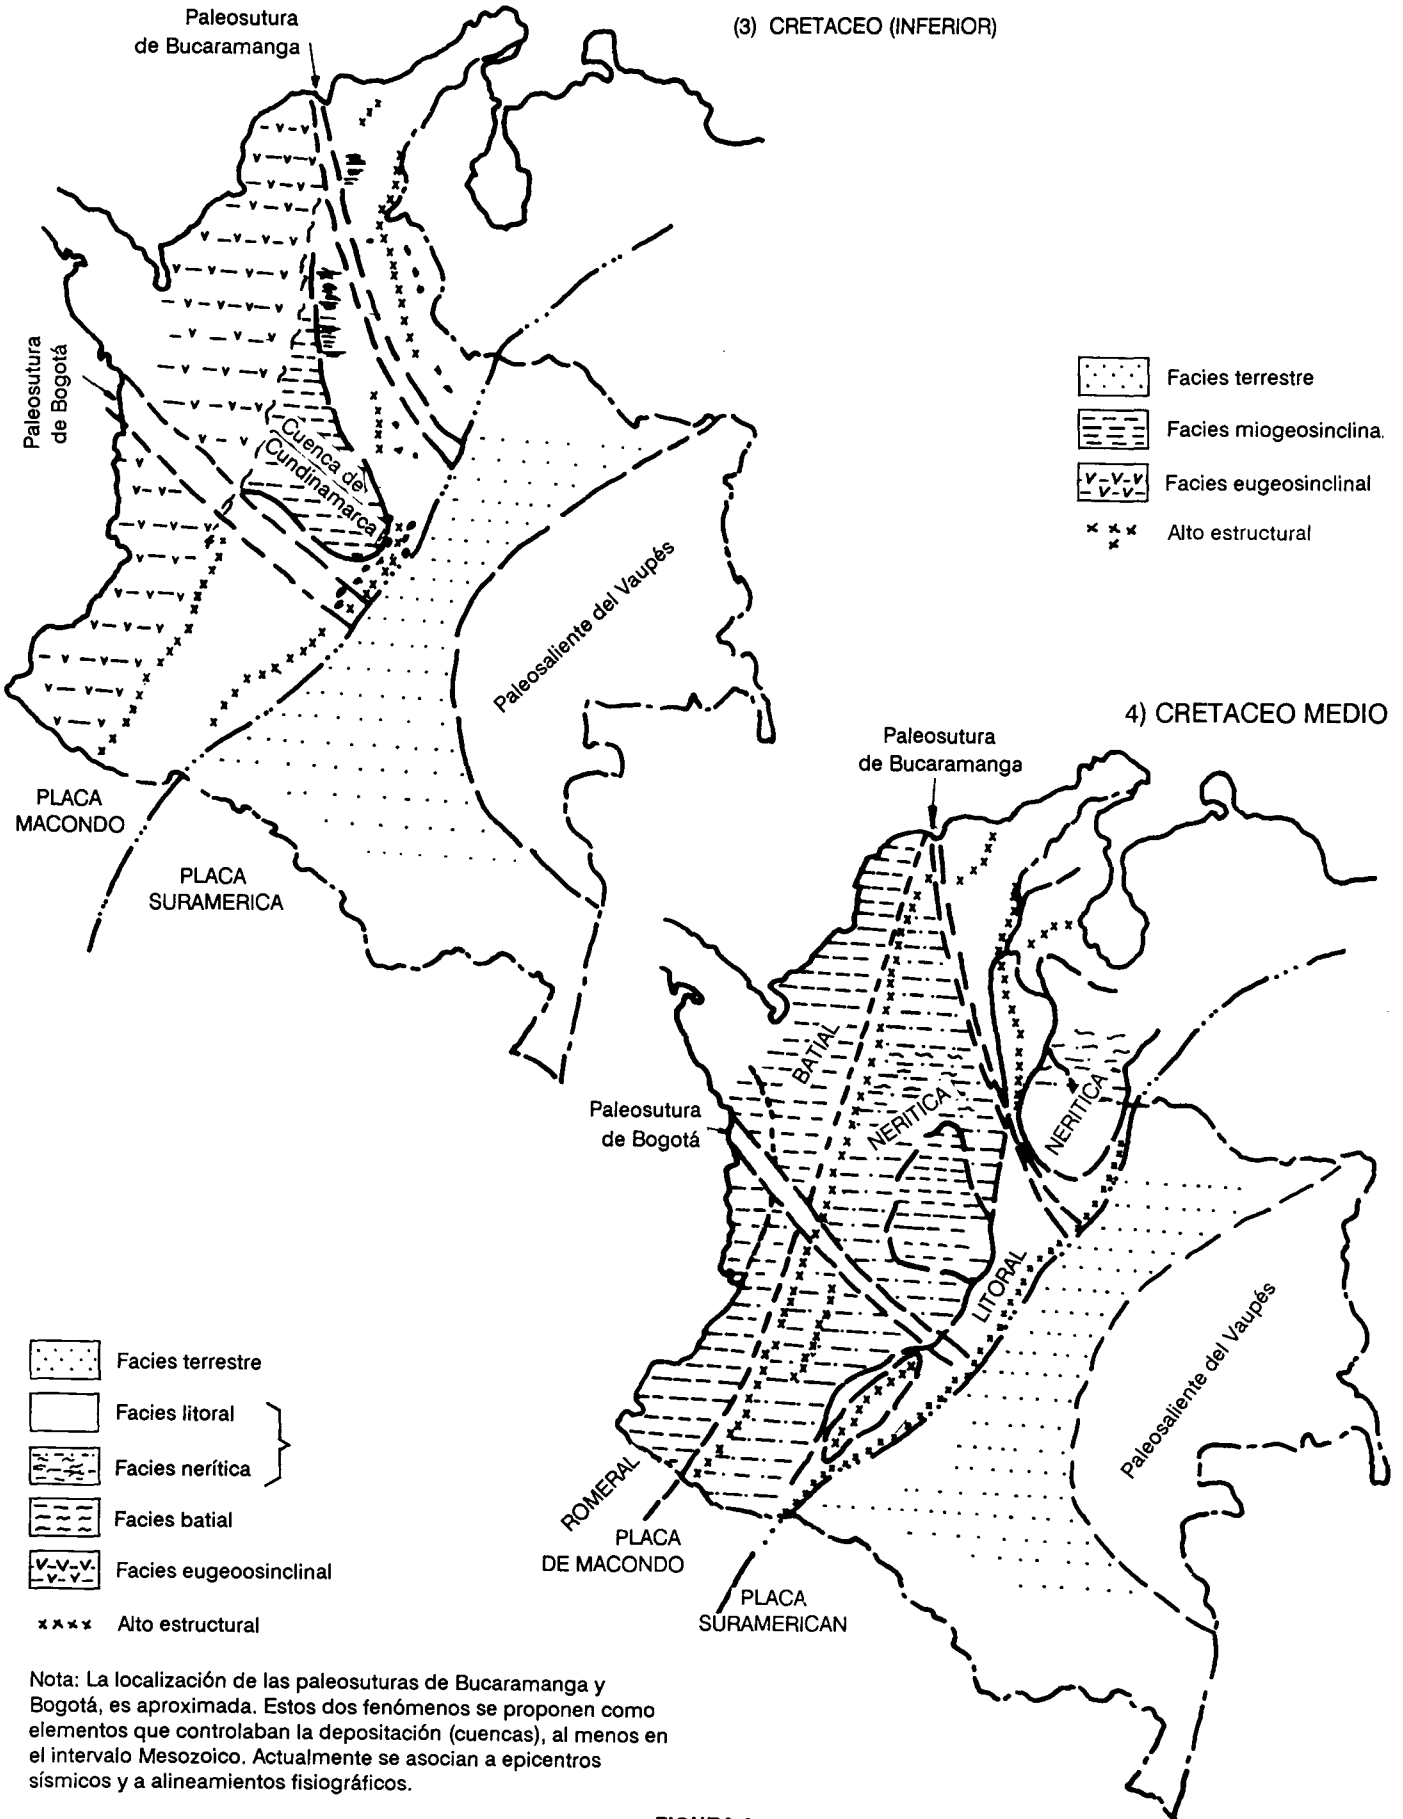 (3) CRETACEO (INFERIOR)
Paleosutura
de Bucaramanga
Paleosutura
de Bogotá
Cuenca de
Cundinamarca
Paleosaliente del Vaupés
PLACA
MACONDO
PLACA
SURAMERICA
Facies terrestre
Facies miogeosinclina.
Facies eugeosinclinal
Alto estructural
4) CRETACEO MEDIO
Paleosutura
de Bucaramanga
Paleosutura
de Bogotá
BATIAL
NERITICA
NERITICA
LITORAL
Paleosaliente del Vaupés
ROMERAL
PLACA
DE MACONDO
PLACA
SURAMERICAN
Facies terrestre
Facies litoral
Facies nerítica
Facies batial
Facies eugeoosinclinal
Alto estructural
Nota: La localización de las paleosuturas de Bucaramanga y
Bogotá, es aproximada. Estos dos fenómenos se proponen como
elementos que controlaban la depositación (cuencas), al menos en
el intervalo Mesozoico. Actualmente se asocian a epicentros
sísmicos y a alineamientos fisiográficos.